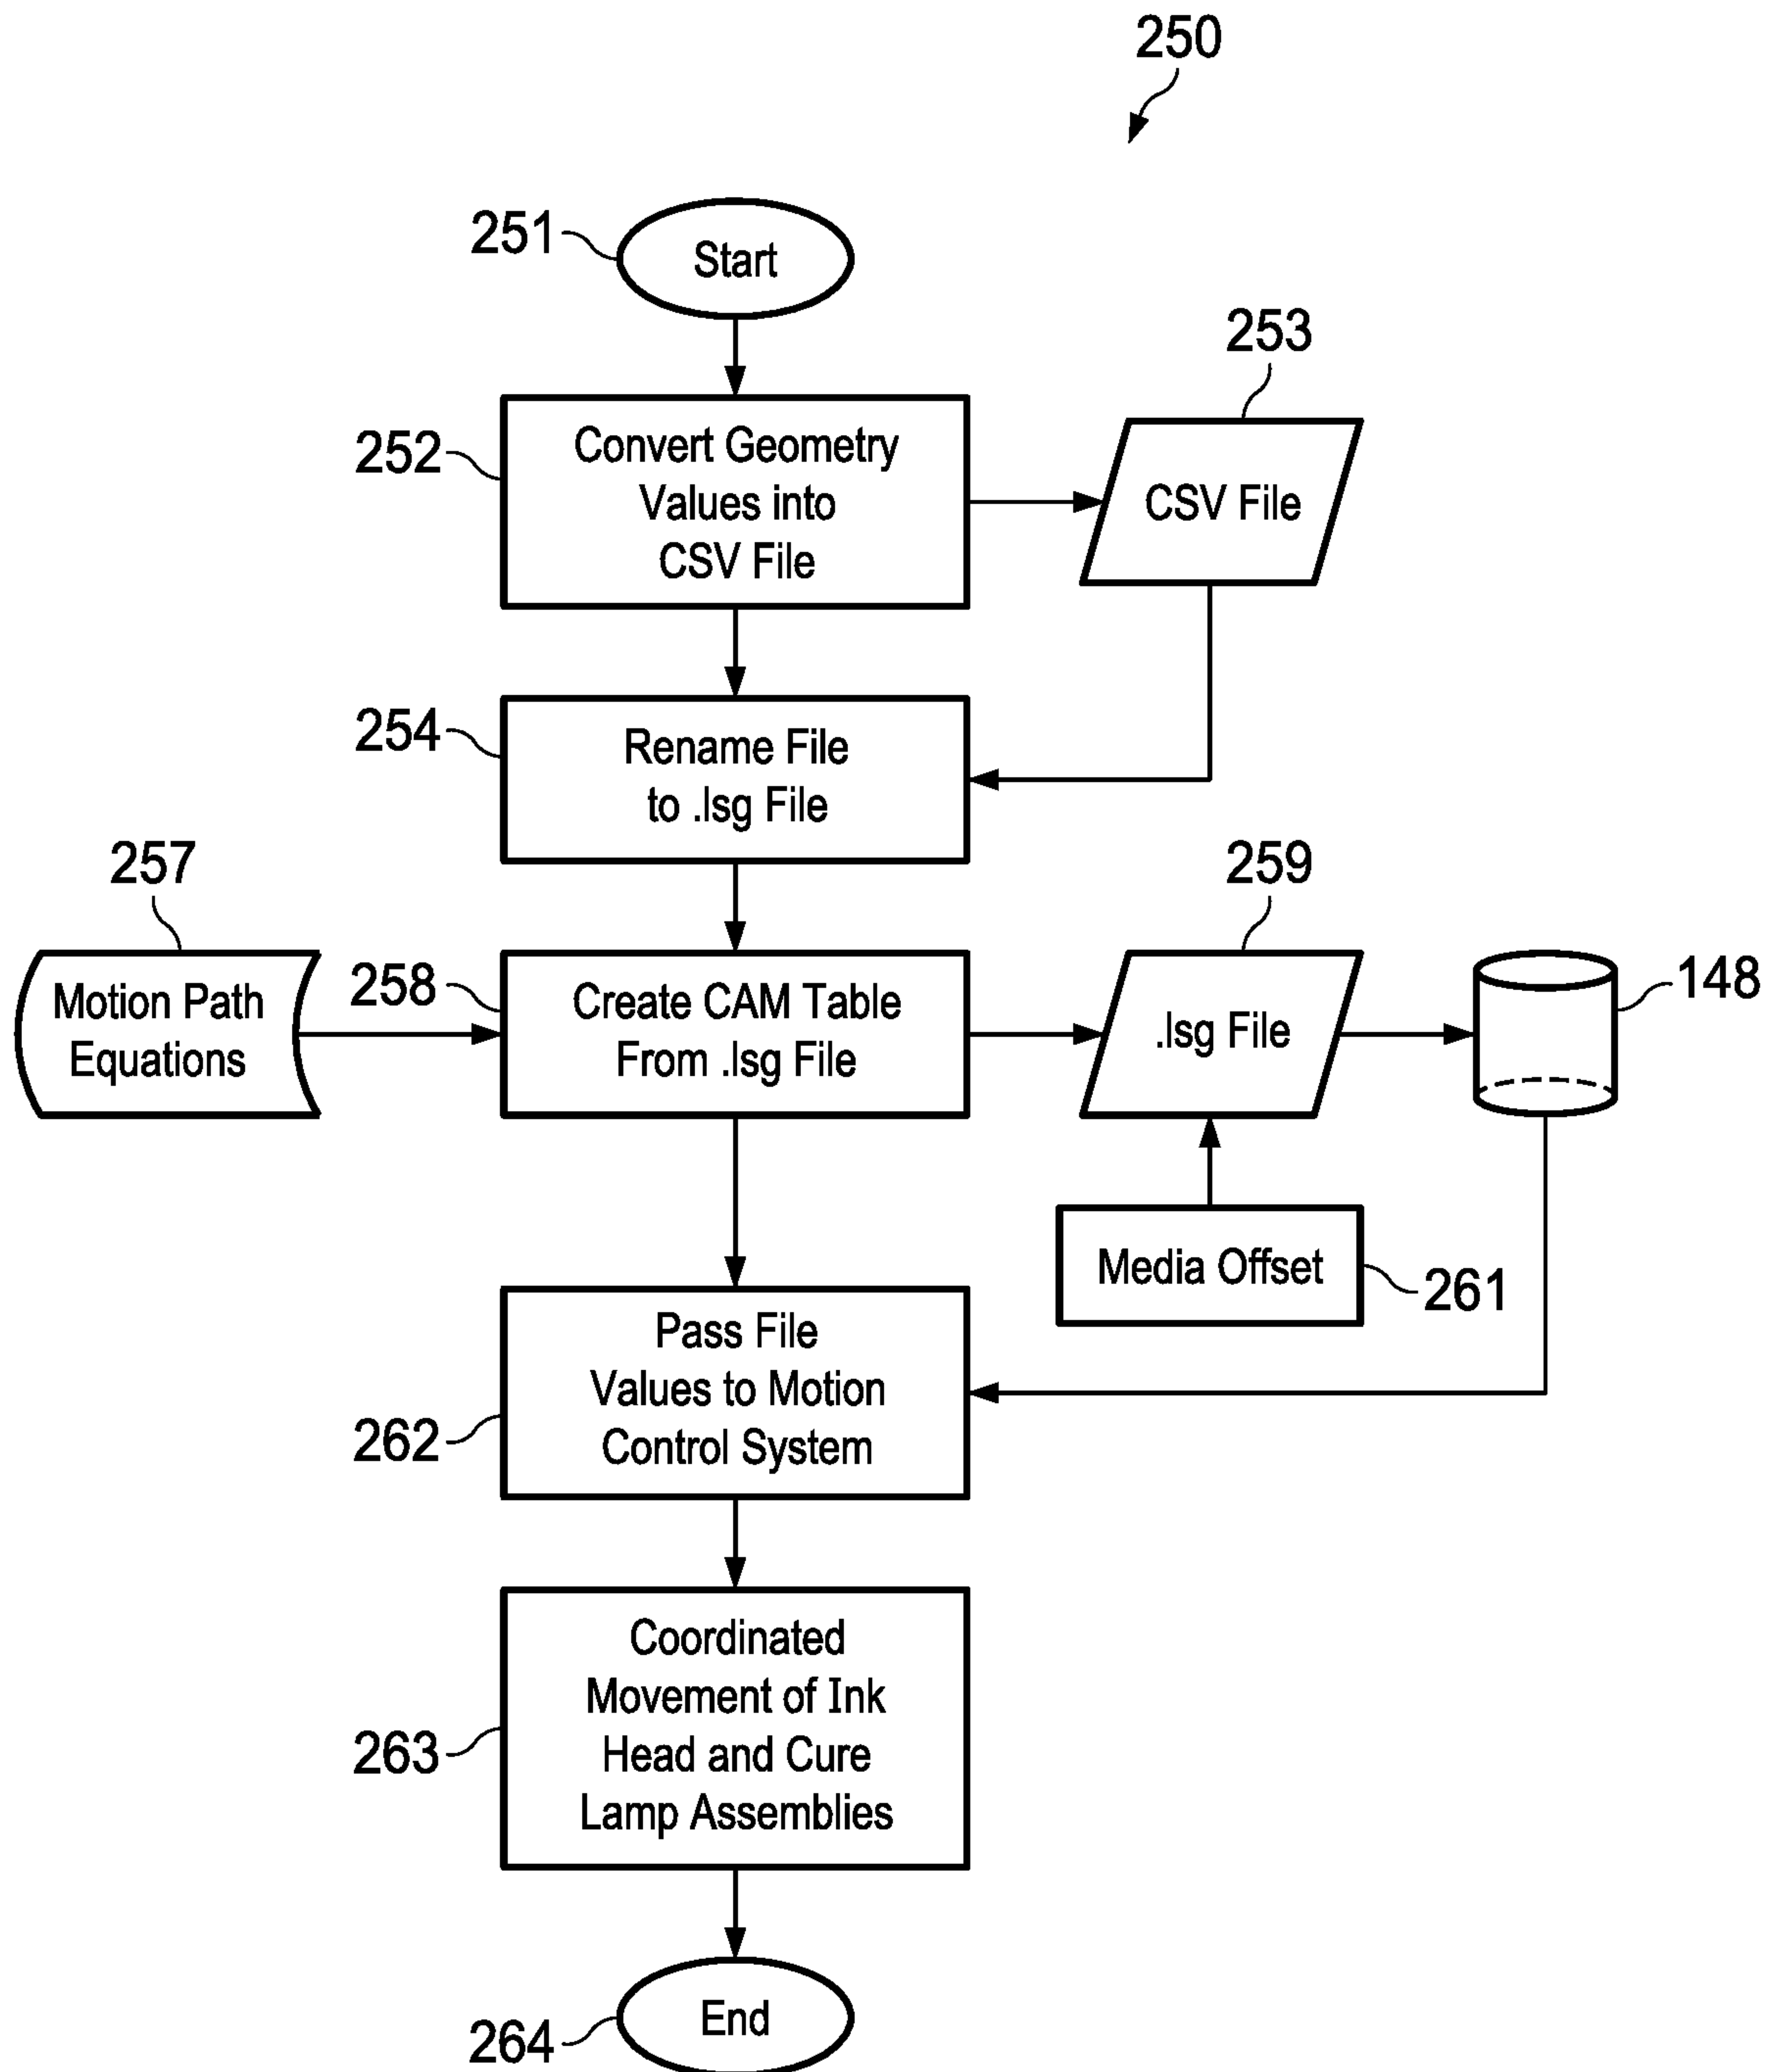 250
251
Start
253
252
Convert Geometry
Values into
CSV File
CSV File
254
Rename File
to .lsg File
257
259
Motion Path
Equations
258
Create CAM Table
From .lsg File
.lsg File
148
Media Offset
261
Pass File
Values to Motion
Control System
262
Coordinated
Movement of Ink
Head and Cure
Lamp Assemblies
263
End
264